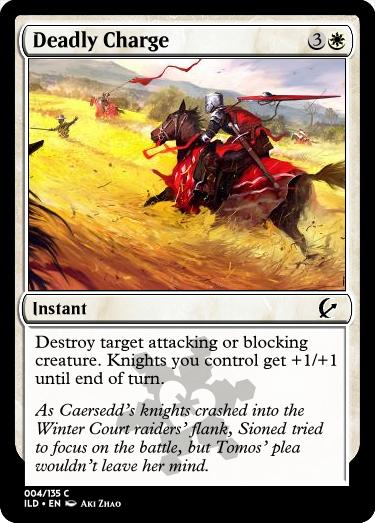 Deadly Charge 3
Instant
Destroy target attacking or blocking
creature. Knights you control get +1/+1
until end of turn.
As Caersedd's knights crashed into the
Winter Court raiders' flank, Sioned tried
to focus on the battle, but Tomos' plea
wouldn't leave her mind.
004/135 C
ILD • EN Aki Zhao